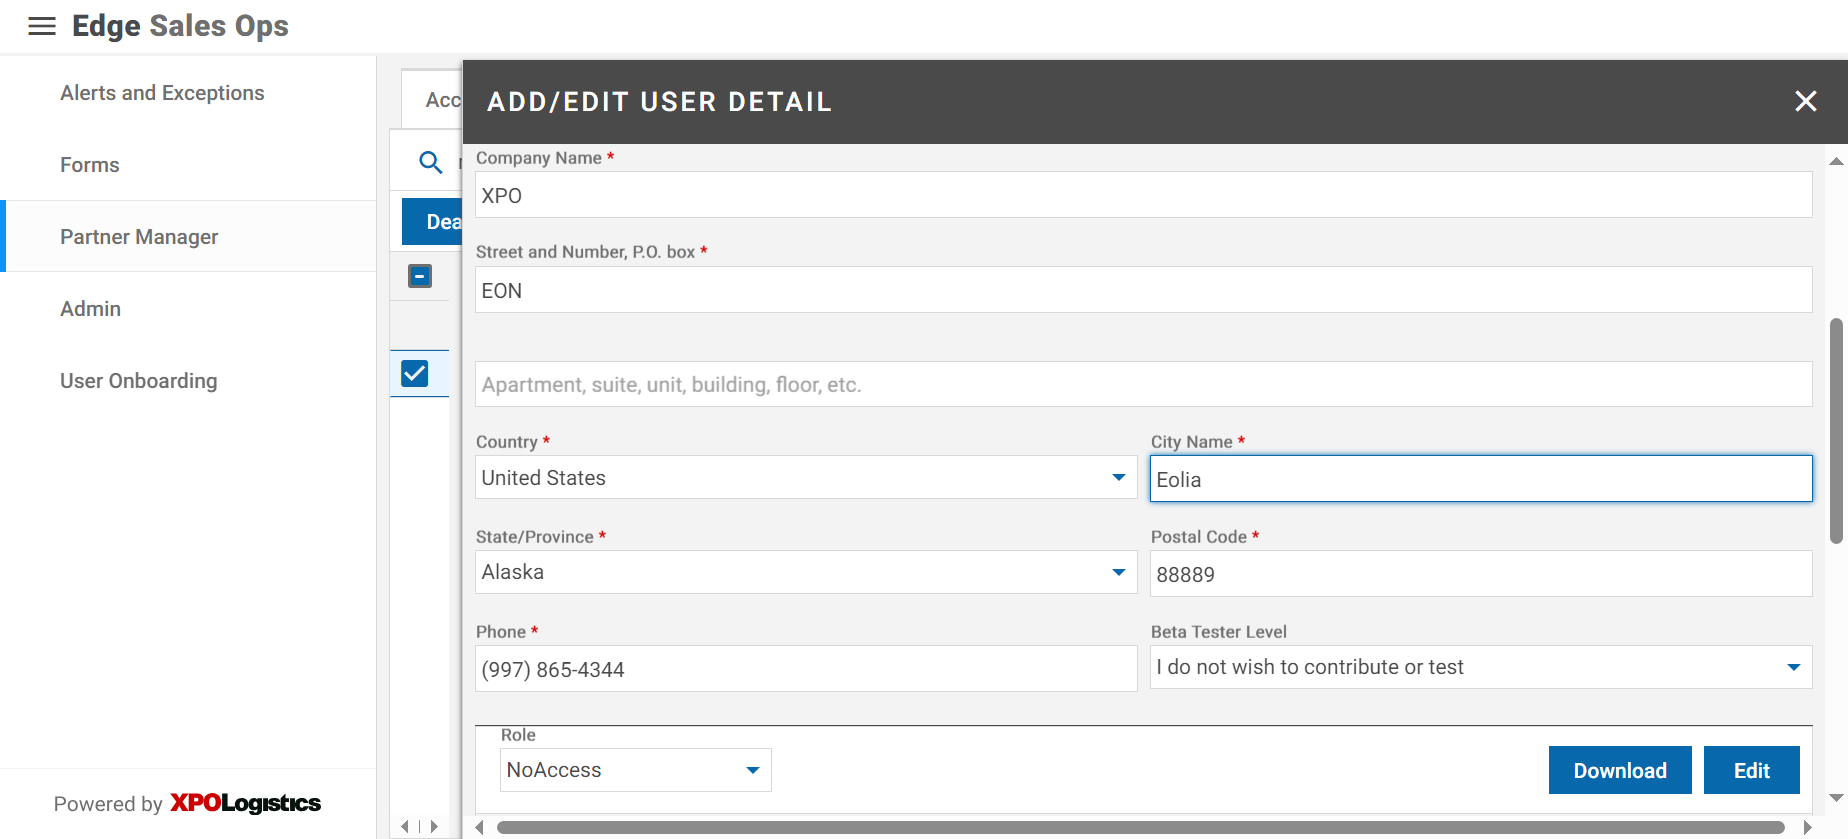 Edge Sales Ops
Alerts and Exceptions
Forms
Partner Manager
Admin
User Onboarding
Powered by XPOLogistics
Acc
Dea
ADD/EDIT USER DETAIL
Company Name *
XPO
Street and Number, P.O. box *
EON
Apartment, suite, unit, building, floor, etc.
Country *
United States
City Name *
Eolia
State/Province *
Alaska
Postal Code *
88889
Phone *
(997) 865-4344
Beta Tester Level
I do not wish to contribute or test
Role
NoAccess
Download
Edit